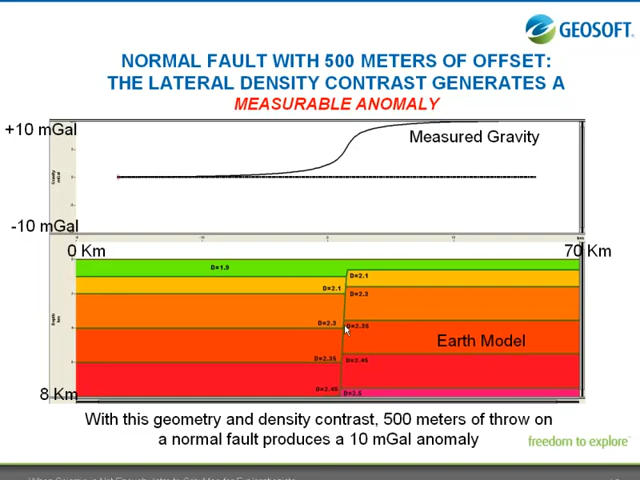 GEOSOFT.
NORMAL FAULT WITH 500 METERS OF OFFSET:
THE LATERAL DENSITY CONTRAST GENERATES A
MEASURABLE ANOMALY
+10 mGal
Measured Gravity
-10 mGal
0 Km
70 Km
D=1.9
D=2.1
D=2.1
D=2.3
D=2.3
D=2.35
Earth Model
D=2.35
D=2.45
D=2.45
D=2.5
8 Km
With this geometry and density contrast, 500 meters of throw on
a normal fault produces a 10 mGal anomaly
freedom to explore